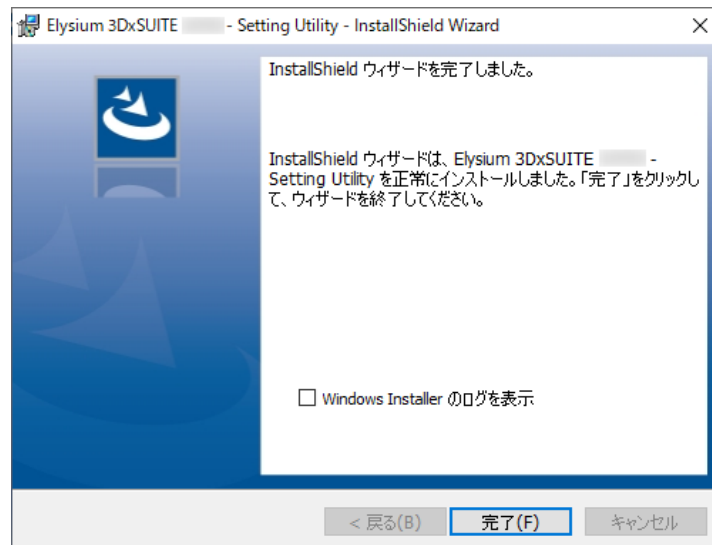 Elysium 3DxSUITE - Setting Utility - InstallShield Wizard
InstallShield ウィザードを完了しました。
InstallShield ウィザードは、Elysium 3DxSUITE -
Setting Utility を正常にインストールしました。「完了」をクリックし
て、ウィザードを終了してください。
Windows Installer のログを表示
< 戻る(B)
完了(F)
キャンセル